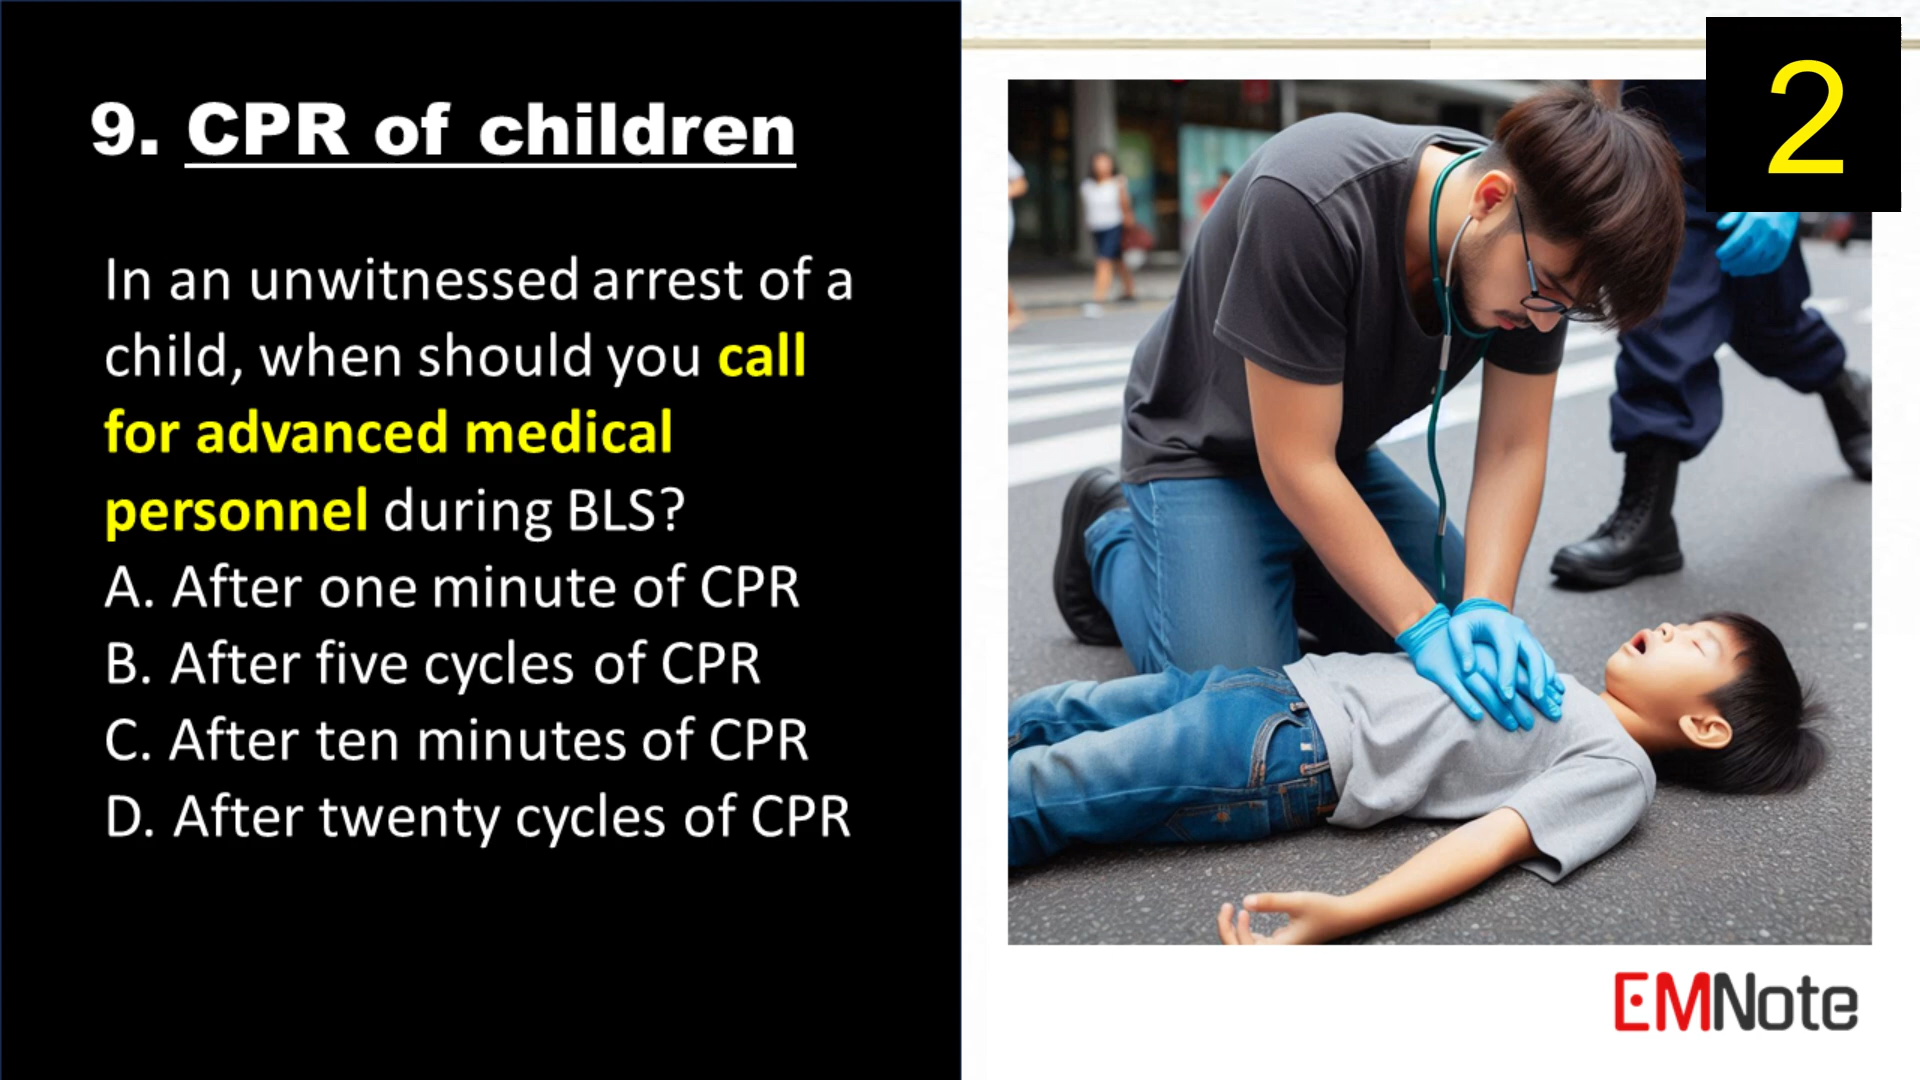 9. CPR of children
2
In an unwitnessed arrest of a
child, when should you call
for advanced medical
personnel during BLS?
A. After one minute of CPR
B. After five cycles of CPR
C. After ten minutes of CPR
D. After twenty cycles of CPR
EMNote